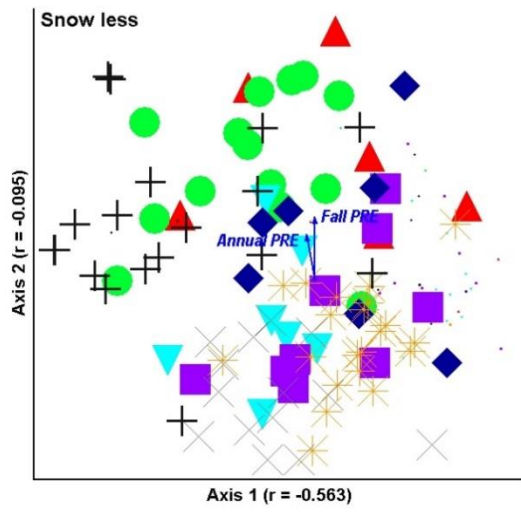 Snow less
Fall PRE
Annual PRE
Axis 2 (r = -0.095)
Axis 1 (r = -0.563)